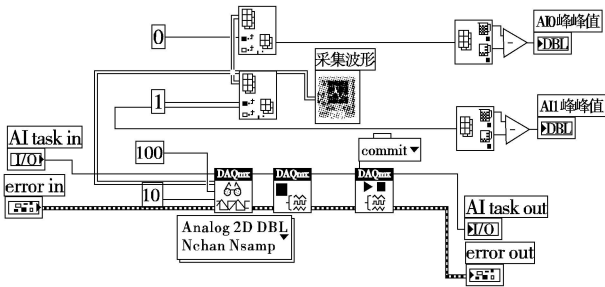 AI0峰峰值
DBL
0
采集波形
1
AI1峰峰值
DBL
commit
AI task in
I/O
100
DAQmx
DAQmx
DAQmx
error in
10
Analog 2D DBL
Nchan Nsamp
AI task out
I/O
error out